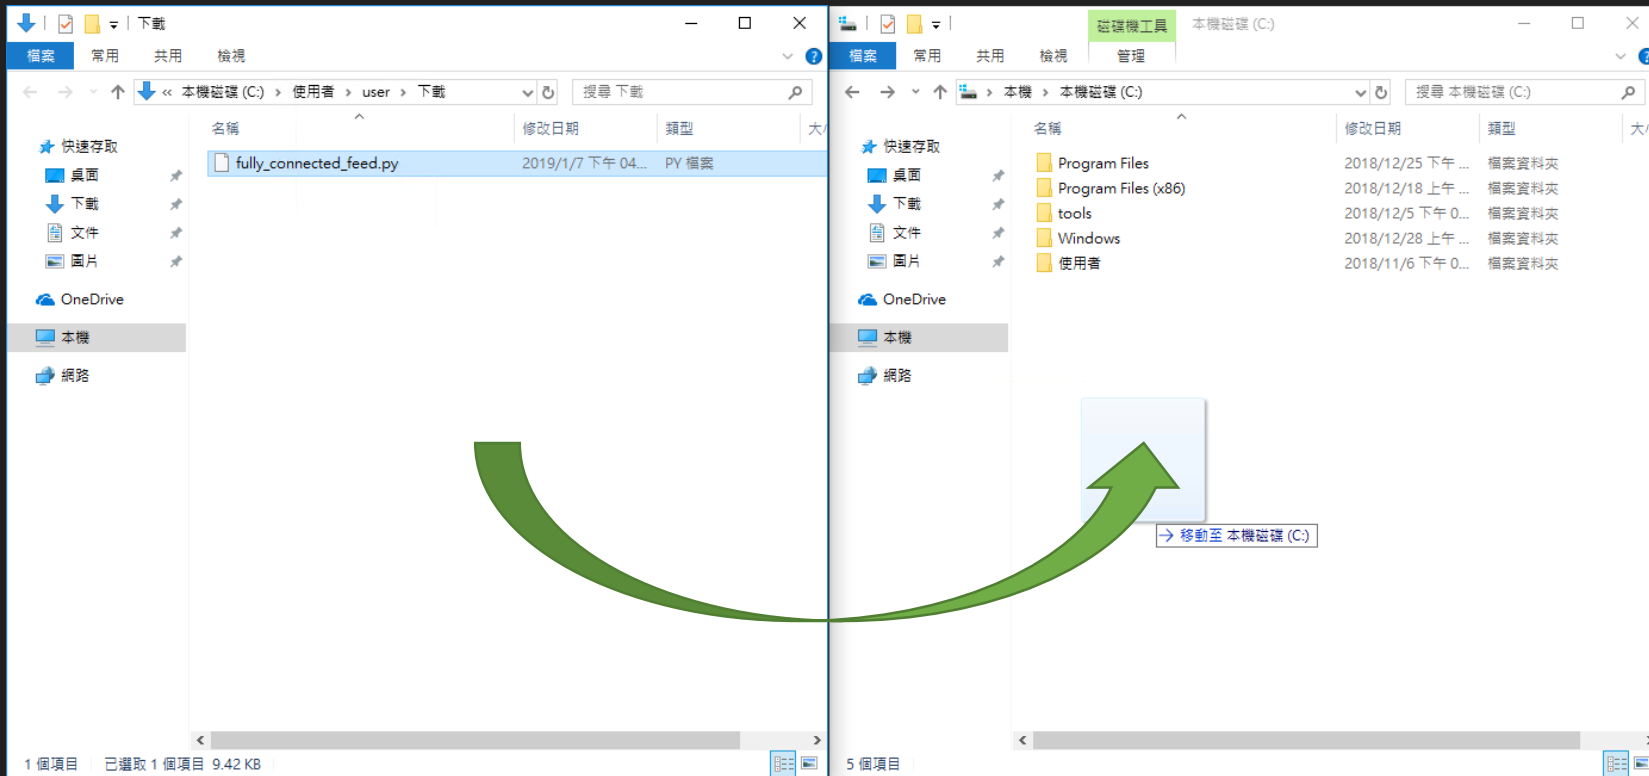 下載
檔案 常用 共用 檢視
« 本機磁碟 (C:) › 使用者 › user › 下載
搜尋 下載
名稱 修改日期 類型
快速存取
桌面
下載
文件
圖片
OneDrive
本機
網路
fully_connected_feed.py 2019/1/7 下午 04... PY 檔案
1 個項目 已選取 1 個項目 9.42 KB
磁碟機工具 本機磁碟 (C:)
檔案 常用 共用 檢視 管理
› 本機 › 本機磁碟 (C:)
搜尋 本機磁碟 (C:)
名稱 修改日期 類型
快速存取
桌面
下載
文件
圖片
OneDrive
本機
網路
Program Files 2018/12/25 下午 ... 檔案資料夾
Program Files (x86) 2018/12/18 上午 ... 檔案資料夾
tools 2018/12/5 下午 0... 檔案資料夾
Windows 2018/12/28 上午 ... 檔案資料夾
使用者 2018/11/6 下午 0... 檔案資料夾
移動至 本機磁碟 (C:)
5 個項目